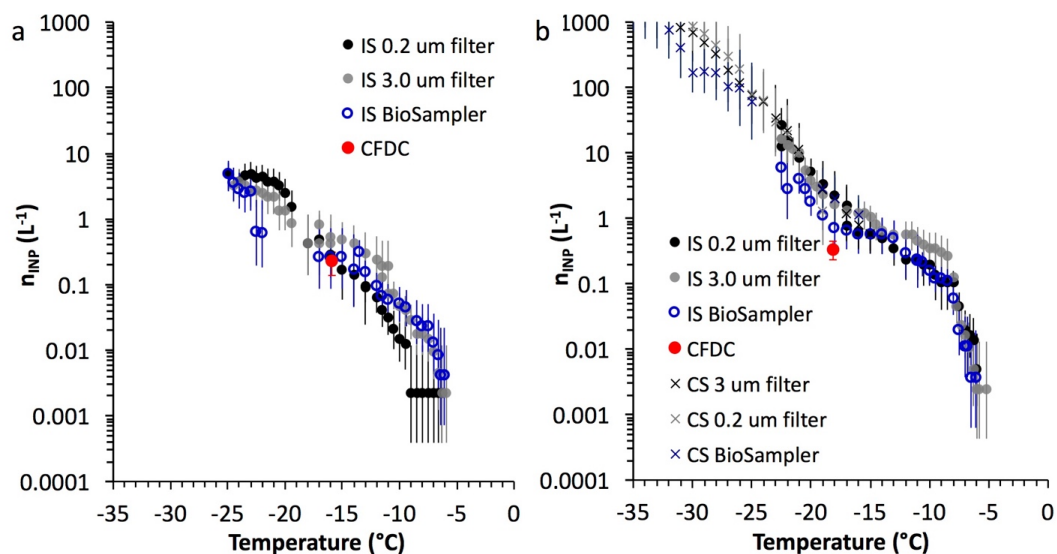 a
1000
100
10
1
0.1
0.01
0.001
0.0001
n_INP (L⁻¹)
IS 0.2 um filter
IS 3.0 um filter
IS BioSampler
CFDC
-35 -30 -25 -20 -15 -10 -5 0
Temperature (°C)
b
1000
100
10
1
0.1
0.01
0.001
0.0001
n_INP (L⁻¹)
IS 0.2 um filter
IS 3.0 um filter
IS BioSampler
CFDC
CS 3 um filter
CS 0.2 um filter
CS BioSampler
-35 -30 -25 -20 -15 -10 -5 0
Temperature (°C)